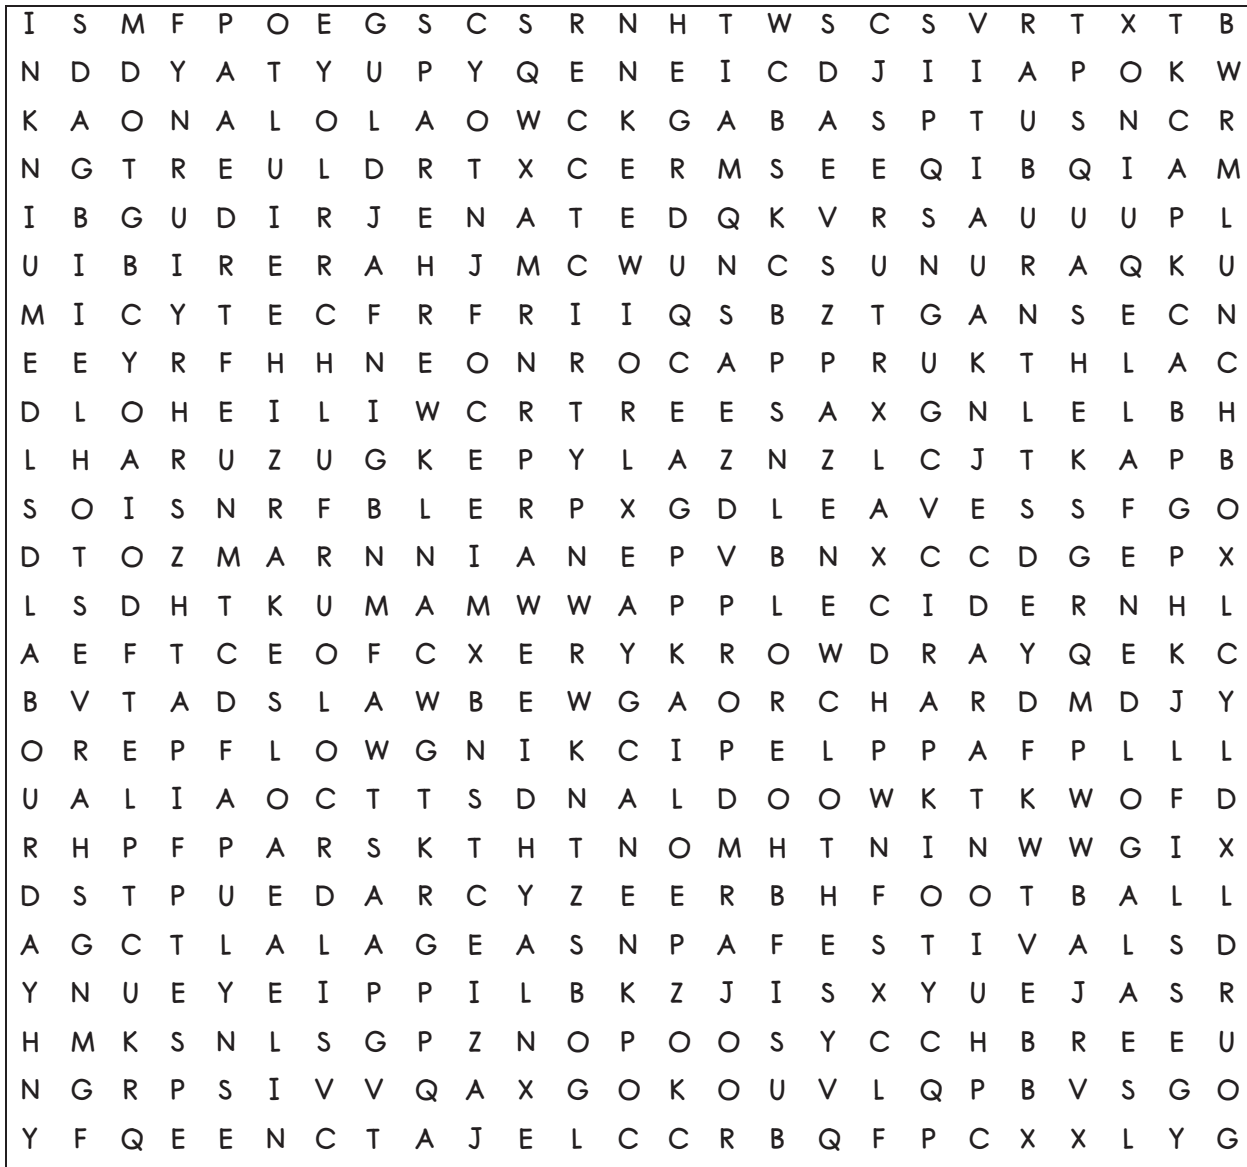 I S M F P O E G S C S R N H T W S C S V R T X T B
N D D Y A T Y U P Y Q E N E I C D J I I A P O K W
K A O N A L O L A O W C K G A B A S P T U S N C R
N G T R E U L D R T X C E R M S E E Q I B Q I A M
I B G U D I R J E N A T E D Q K V R S A U U U P L
U I B I R E R A H J M C W U N C S U N U R A Q K U
M I C Y T E C F R F R I I Q S B Z T G A N S E C N
E E Y R F H H N E O N R O C A P P R U K T H L A C
D L O H E I L I W C R T R E E S A X G N L E L B H
L H A R U Z U G K E P Y L A Z N Z L C J T K A P B
S O I S N R F B L E R P X G D L E A V E S S F G O
D T O Z M A R N N I A N E P V B N X C C D G E P X
L S D H T K U M A M W W A P P L E C I D E R N H L
A E F T C E O F C X E R Y K R O W D R A Y Q E K C
B V T A D S L A W B E W G A O R C H A R D M D J Y
O R E P F L O W G N I K C I P E L P P A F P L L L
U A L I A O C T T S D N A L D O O W K T K W O F D
R H P F P A R S K T H T N O M H T N I N W W G I X
D S T P U E D A R C Y Z E E R B H F O O T B A L L
A G C T L A L A G E A S N P A F E S T I V A L S D
Y N U E Y E I P P I L B K Z J I S X Y U E J A S R
H M K S N L S G P Z N O P O O S Y C C H B R E E U
N G R P S I V V Q A X G O K O U V L Q P B V S G O
Y F Q E E N C T A J E L C C R B Q F P C X X L Y G